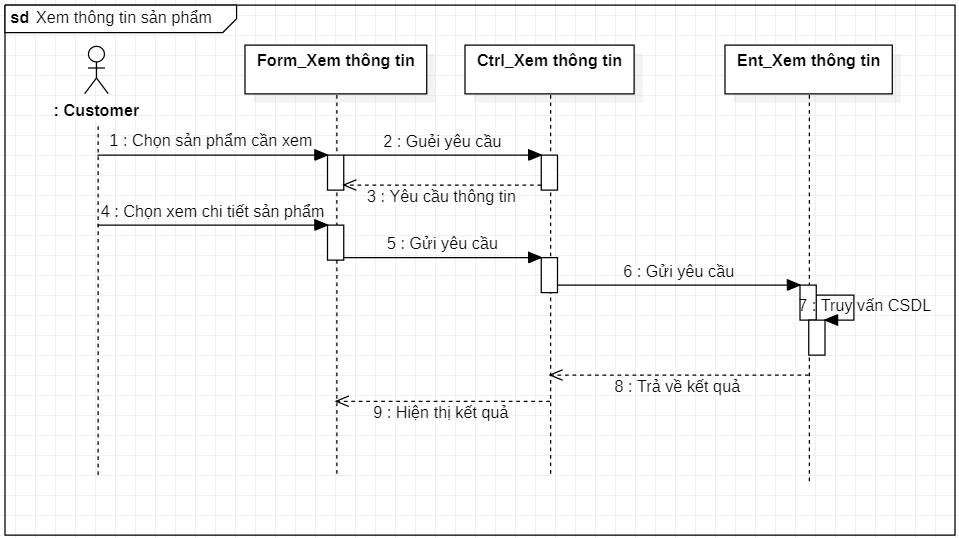 sd Xem thông tin sản phẩm
Form_Xem thông tin
Ctrl_Xem thông tin
Ent_Xem thông tin
: Customer
1 : Chọn sản phẩm cần xem
2 : Guẻi yêu cầu
3 : Yêu cầu thông tin
4 : Chọn xem chi tiết sản phẩm
5 : Gửi yêu cầu
6 : Gửi yêu cầu
7 : Truy vấn CSDL
8 : Trả về kết quả
9 : Hiện thị kết quả